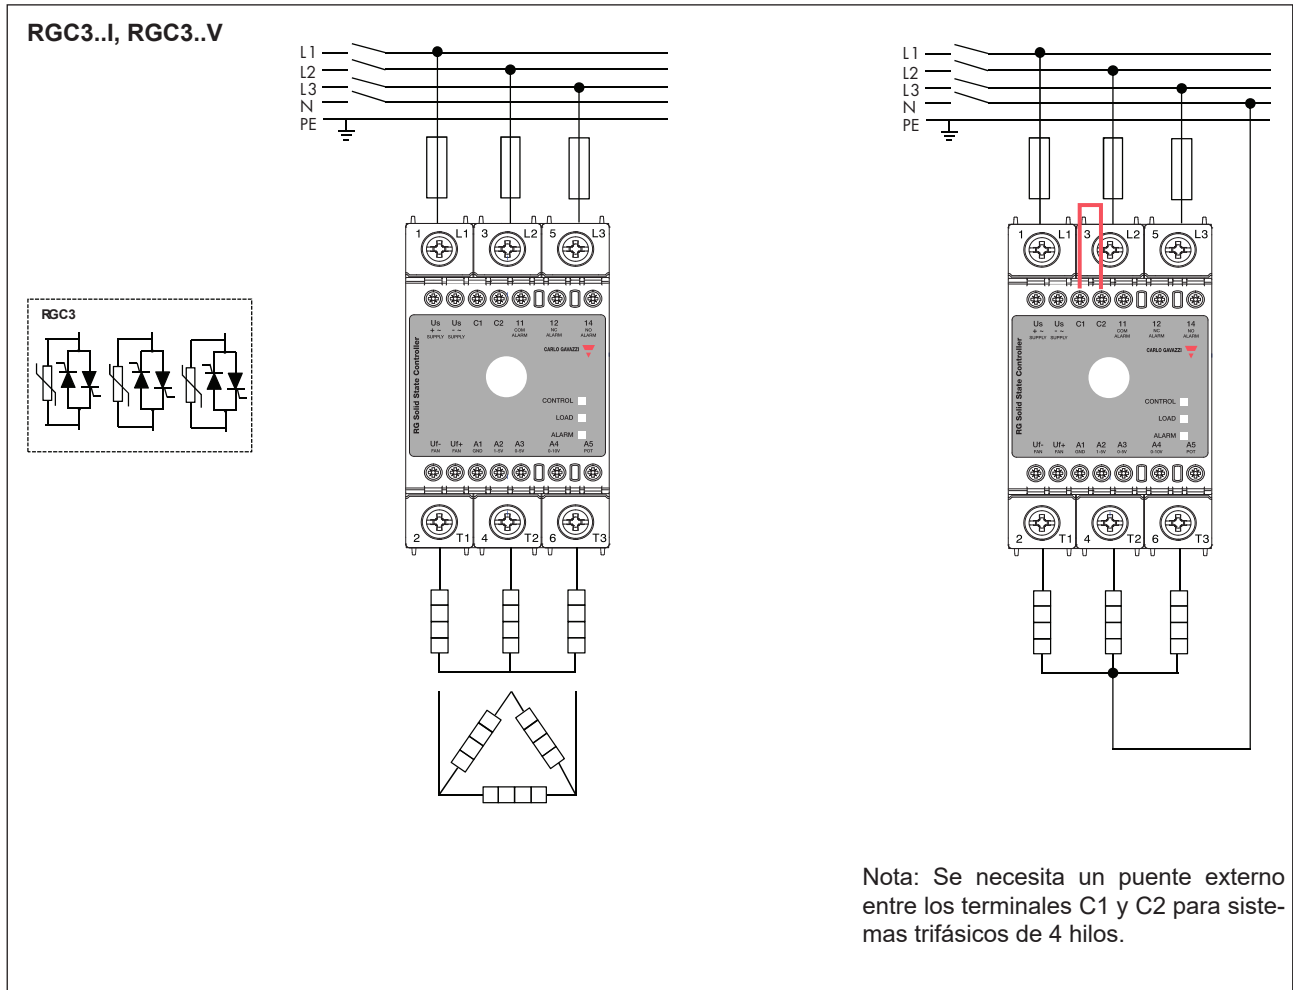 RGC3..I, RGC3..V
L1
L2
L3
N
PE
L1
L2
L3
N
PE
RGC3
1 L1 3 L2 5 L3
Us Us C1 C2 11 12 14
+ ~ - ~ COM NC NO
SUPPLY SUPPLY ALARM ALARM ALARM
CARLO GAVAZZI
RG Solid State Controller
CONTROL
LOAD
ALARM
Uf- Uf+ A1 A2 A3 A4 A5
FAN FAN GND 1-5V 0-5V 0-10V POT
2 T1 4 T2 6 T3
1 L1 3 L2 5 L3
Us Us C1 C2 11 12 14
+ ~ - ~ COM NC NO
SUPPLY SUPPLY ALARM ALARM ALARM
CARLO GAVAZZI
RG Solid State Controller
CONTROL
LOAD
ALARM
Uf- Uf+ A1 A2 A3 A4 A5
FAN FAN GND 1-5V 0-5V 0-10V POT
2 T1 4 T2 6 T3
Nota: Se necesita un puente externo
entre los terminales C1 y C2 para siste-
mas trifásicos de 4 hilos.